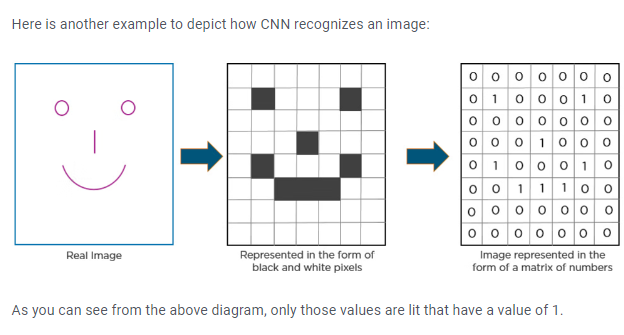 Here is another example to depict how CNN recognizes an image:
0 0 0 0 0 0 0
0 1 0 0 0 1 0
0 0 0 0 0 0 0
0 0 0 1 0 0 0
0 1 0 0 0 1 0
0 0 1 1 1 0 0
0 0 0 0 0 0 0
0 0 0 0 0 0 0
Real Image
Represented in the form of
black and white pixels
Image represented in the
form of a matrix of numbers
As you can see from the above diagram, only those values are lit that have a value of 1.